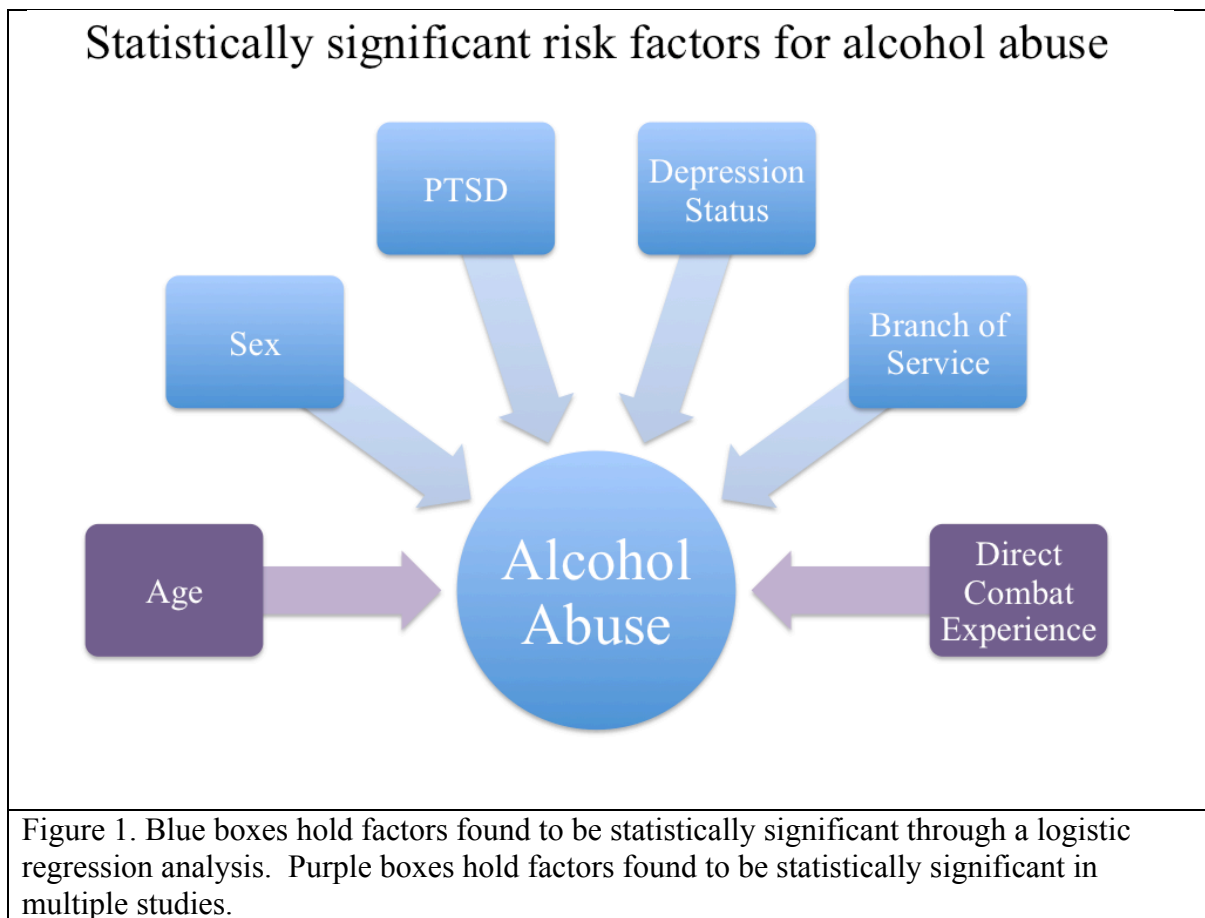 Statistically significant risk factors for alcohol abuse
PTSD
Depression
Status
Sex
Branch of
Service
Age
Alcohol
Abuse
Direct
Combat
Experience
Figure 1. Blue boxes hold factors found to be statistically significant through a logistic
regression analysis.  Purple boxes hold factors found to be statistically significant in
multiple studies.